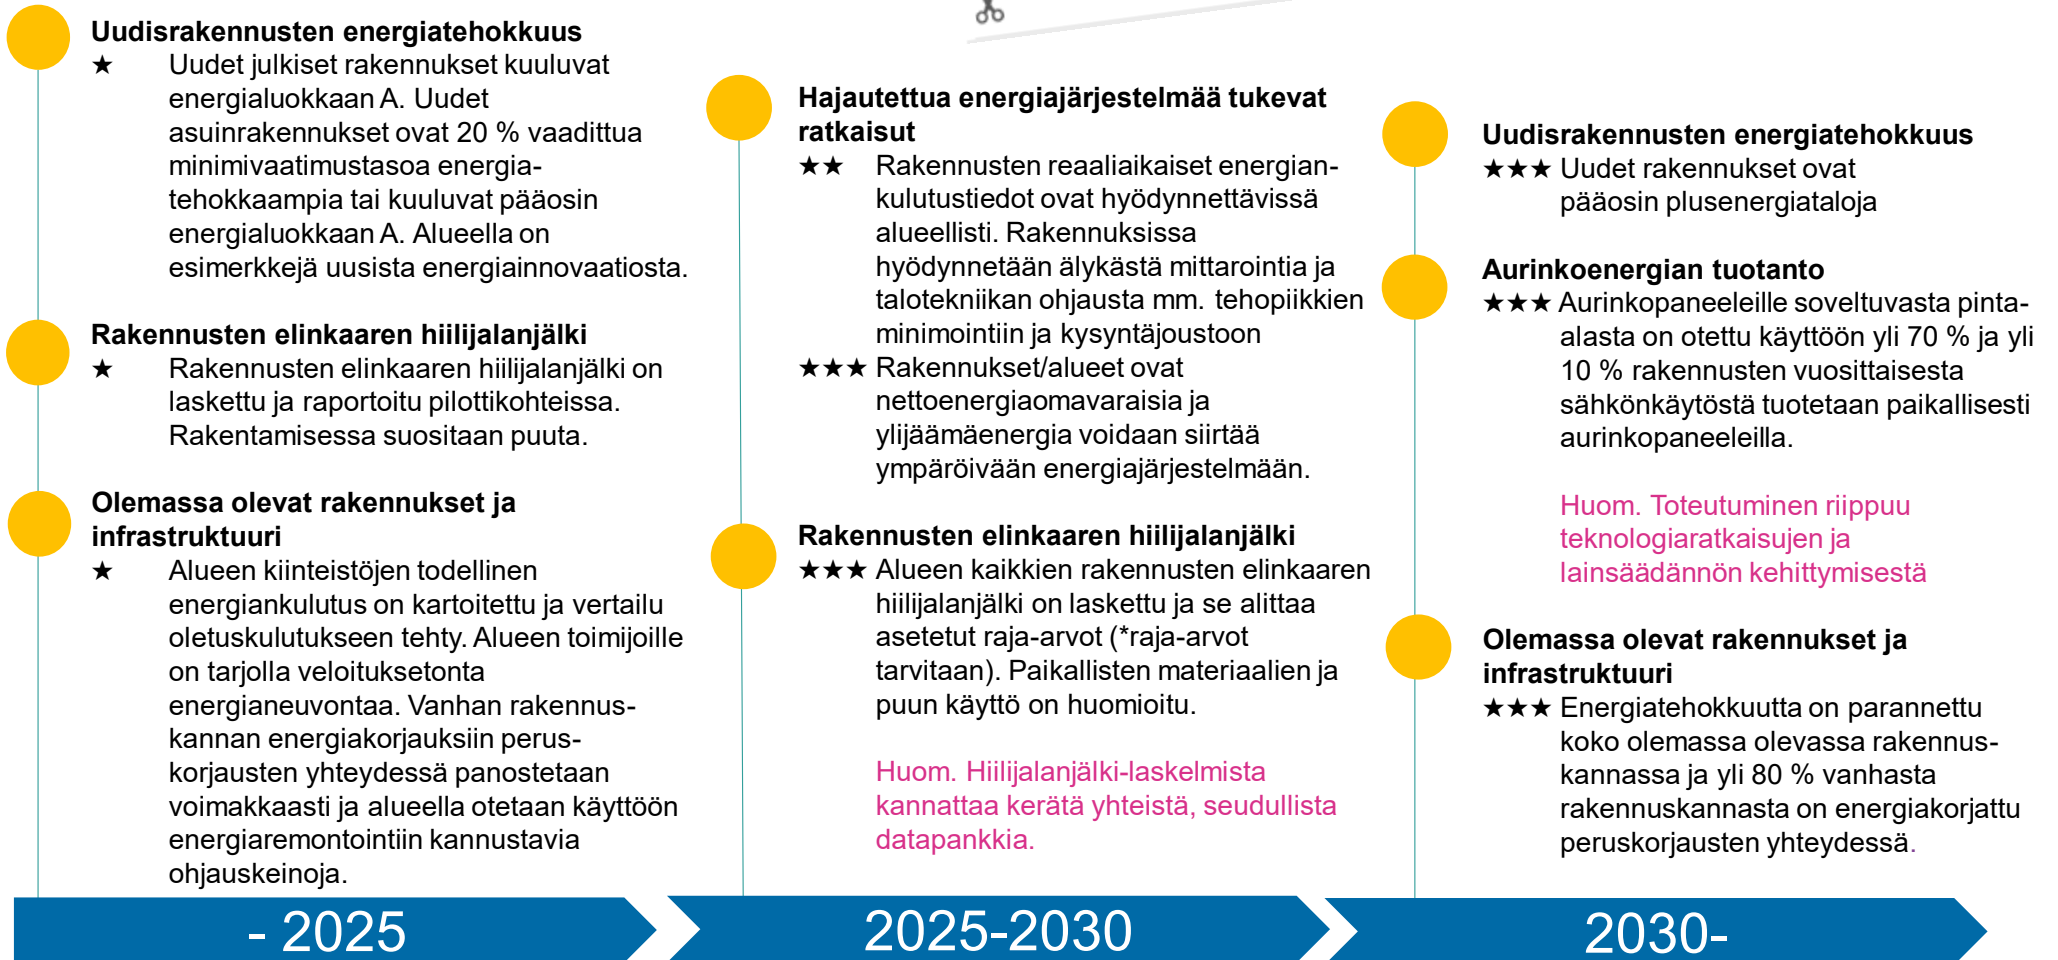 Uudisrakennusten energiatehokkuus
★ Uudet julkiset rakennukset kuuluvat
energialuokkaan A. Uudet
asuinrakennukset ovat 20 % vaadittua
minimivaatimustasoa energia-
tehokkaampia tai kuuluvat pääosin
energialuokkaan A. Alueella on
esimerkkejä uusista energiainnovaatiosta.
Rakennusten elinkaaren hiilijalanjälki
★ Rakennusten elinkaaren hiilijalanjälki on
laskettu ja raportoitu pilottikohteissa.
Rakentamisessa suositaan puuta.
Olemassa olevat rakennukset ja
infrastruktuuri
★ Alueen kiinteistöjen todellinen
energiankulutus on kartoitettu ja vertailu
oletuskulutukseen tehty. Alueen toimijoille
on tarjolla veloituksetonta
energianeuvontaa. Vanhan rakennus-
kannan energiakorjauksiin perus-
korjausten yhteydessä panostetaan
voimakkaasti ja alueella otetaan käyttöön
energiaremontointiin kannustavia
ohjauskeinoja.
- 2025
Hajautettua energiajärjestelmää tukevat
ratkaisut
★★ Rakennusten reaaliaikaiset energian-
kulutustiedot ovat hyödynnettävissä
alueellisti. Rakennuksissa
hyödynnetään älykästä mittarointia ja
talotekniikan ohjausta mm. tehopiikkien
minimointiin ja kysyntäjoustoon
★★★ Rakennukset/alueet ovat
nettoenergiaomavaraisia ja
ylijäämäenergia voidaan siirtää
ympäröivään energiajärjestelmään.
Rakennusten elinkaaren hiilijalanjälki
★★★ Alueen kaikkien rakennusten elinkaaren
hiilijalanjälki on laskettu ja se alittaa
asetetut raja-arvot (*raja-arvot
tarvitaan). Paikallisten materiaalien ja
puun käyttö on huomioitu.
Huom. Hiilijalanjälki-laskelmista
kannattaa kerätä yhteistä, seudullista
datapankkia.
2025-2030
Uudisrakennusten energiatehokkuus
★★★ Uudet rakennukset ovat
pääosin plusenergiataloja
Aurinkoenergian tuotanto
★★★ Aurinkopaneeleille soveltuvasta pinta-
alasta on otettu käyttöön yli 70 % ja yli
10 % rakennusten vuosittaisesta
sähkönkäytöstä tuotetaan paikallisesti
aurinkopaneeleilla.
Huom. Toteutuminen riippuu
teknologiaratkaisujen ja
lainsäädännön kehittymisestä
Olemassa olevat rakennukset ja
infrastruktuuri
★★★ Energiatehokkuutta on parannettu
koko olemassa olevassa rakennus-
kannassa ja yli 80 % vanhasta
rakennuskannasta on energiakorjattu
peruskorjausten yhteydessä.
2030-